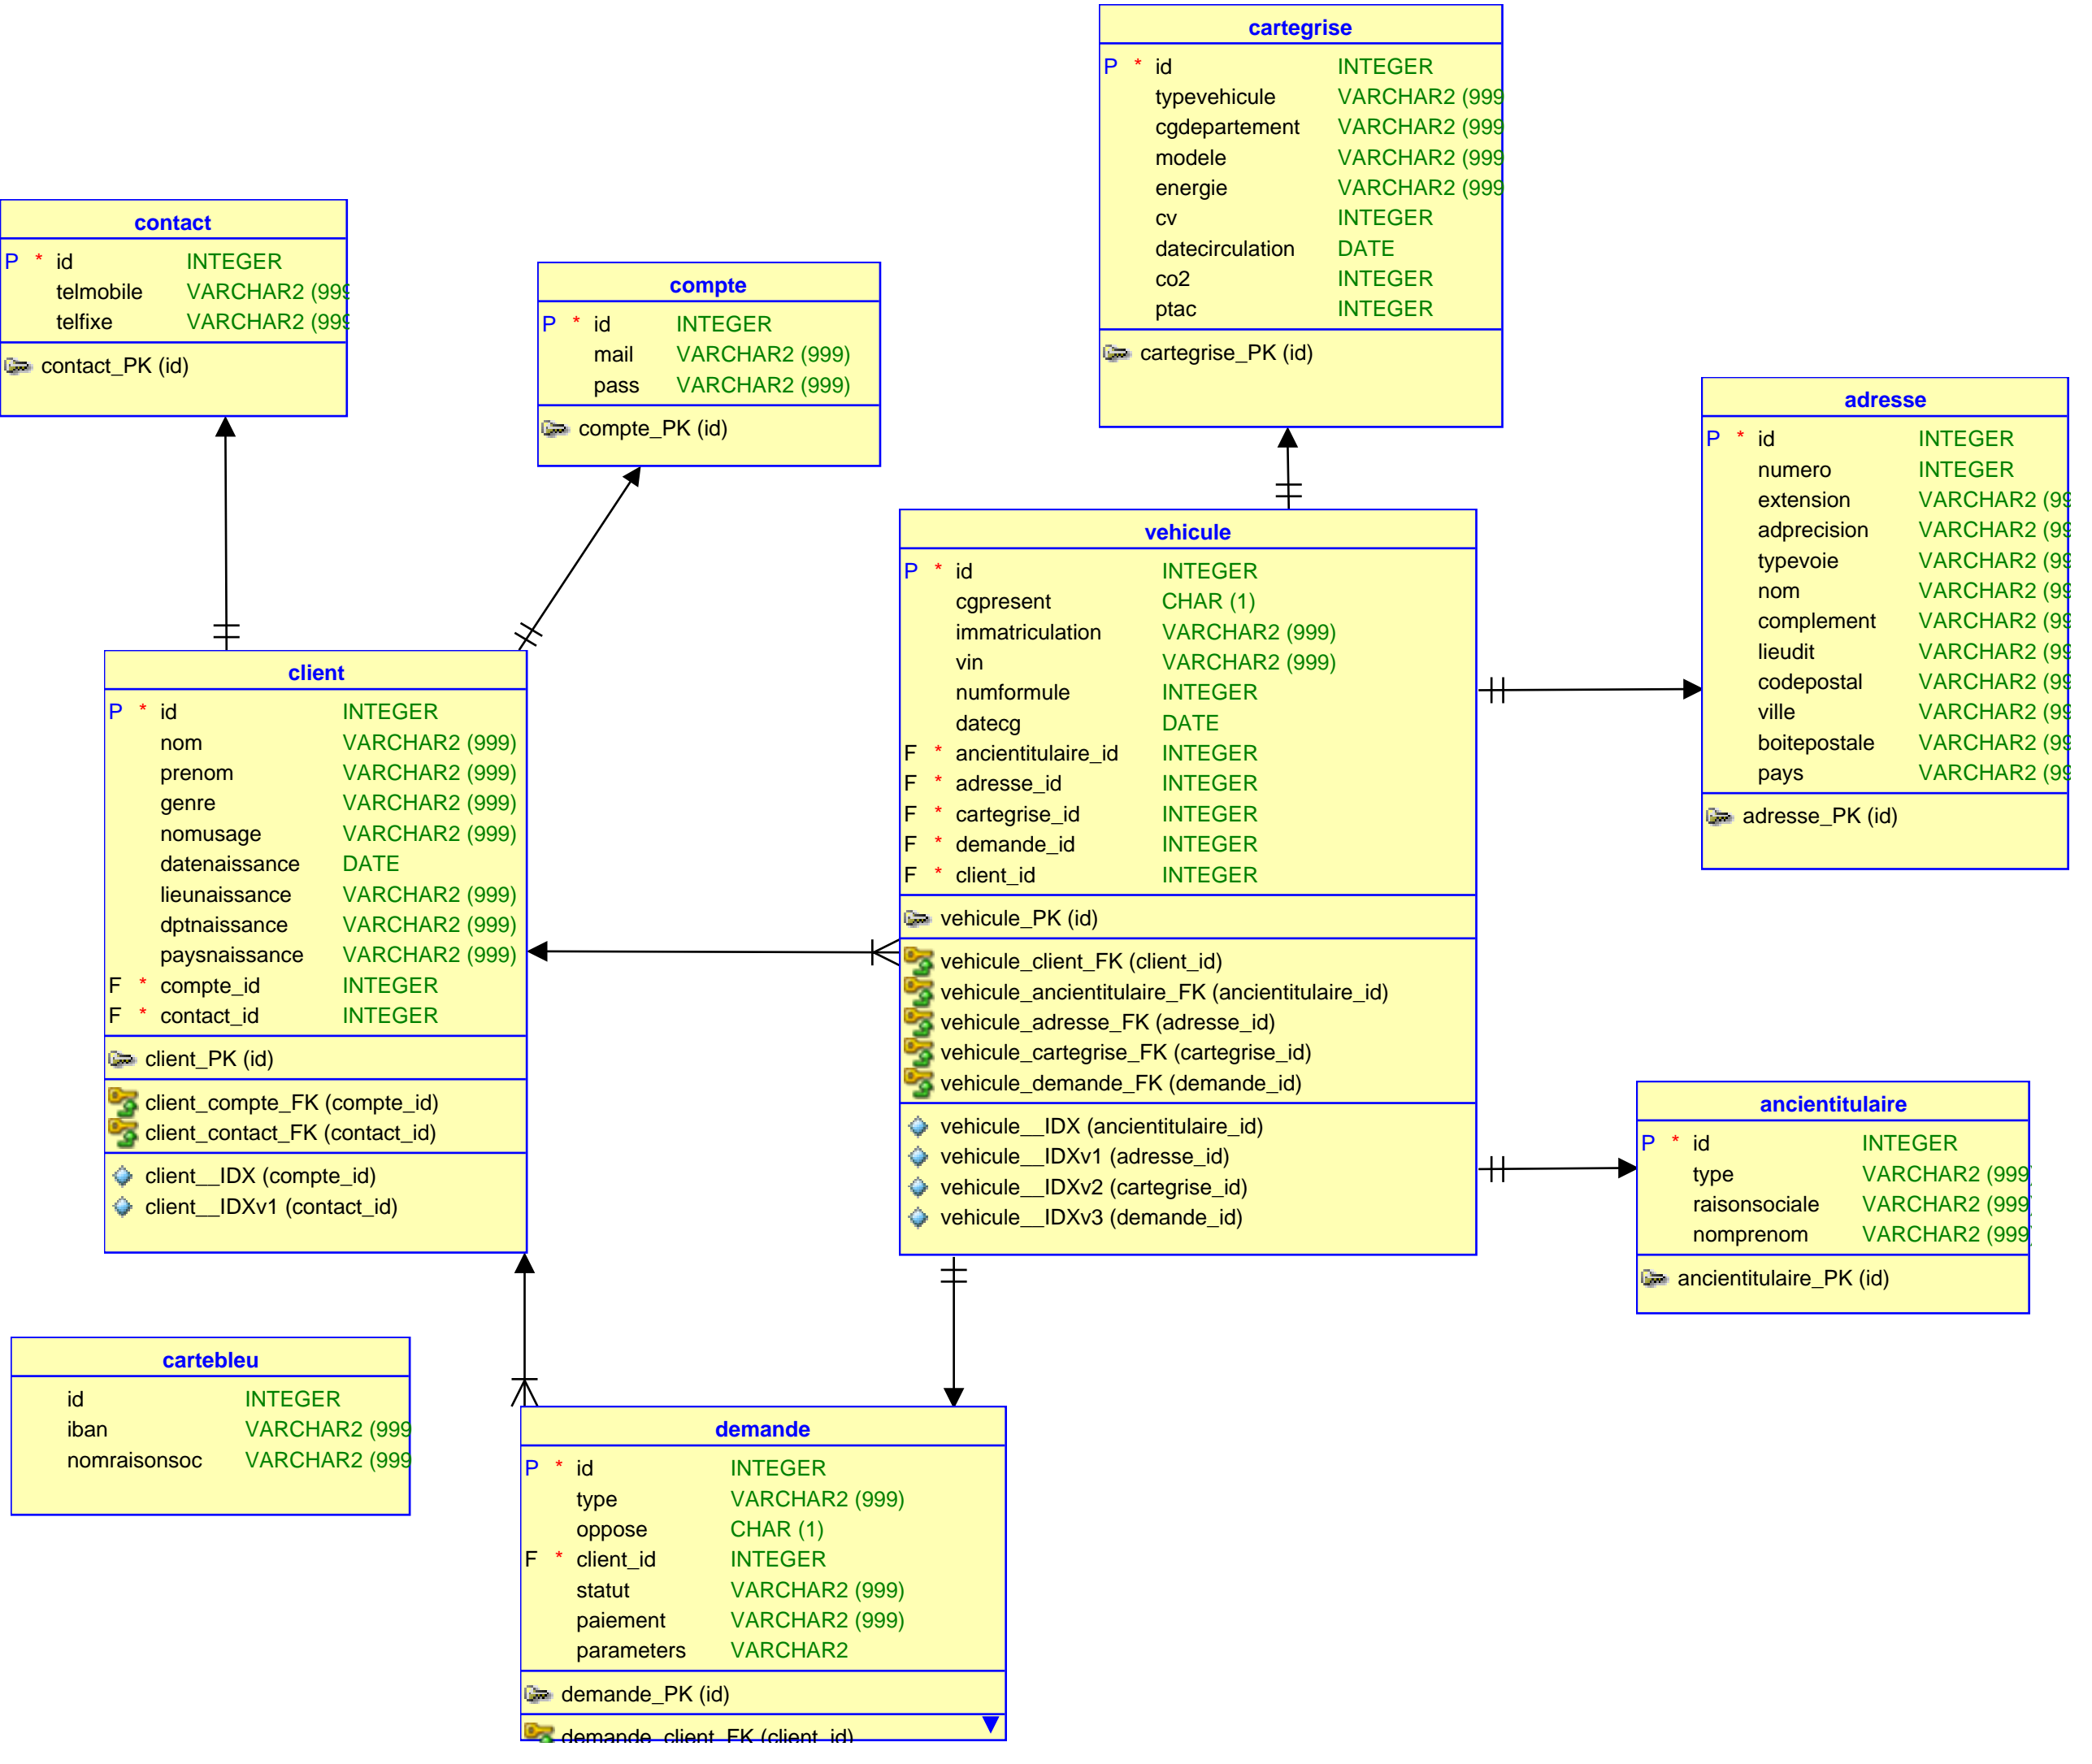 cartegrise
P * id INTEGER
typevehicule VARCHAR2 (999
cgdepartement VARCHAR2 (999
modele VARCHAR2 (999
energie VARCHAR2 (999
cv INTEGER
datecirculation DATE
co2 INTEGER
ptac INTEGER
cartegrise_PK (id)
contact
P * id INTEGER
telmobile VARCHAR2 (999
telfixe VARCHAR2 (999
contact_PK (id)
compte
P * id INTEGER
mail VARCHAR2 (999)
pass VARCHAR2 (999)
compte_PK (id)
adresse
P * id INTEGER
numero INTEGER
extension VARCHAR2 (99
adprecision VARCHAR2 (99
typevoie VARCHAR2 (99
nom VARCHAR2 (99
complement VARCHAR2 (99
lieudit VARCHAR2 (99
codepostal VARCHAR2 (99
ville VARCHAR2 (99
boitepostale VARCHAR2 (99
pays VARCHAR2 (99
adresse_PK (id)
vehicule
P * id INTEGER
cgpresent CHAR (1)
immatriculation VARCHAR2 (999)
vin VARCHAR2 (999)
numformule INTEGER
datecg DATE
F * ancientitulaire_id INTEGER
F * adresse_id INTEGER
F * cartegrise_id INTEGER
F * demande_id INTEGER
F * client_id INTEGER
vehicule_PK (id)
vehicule_client_FK (client_id)
vehicule_ancientitulaire_FK (ancientitulaire_id)
vehicule_adresse_FK (adresse_id)
vehicule_cartegrise_FK (cartegrise_id)
vehicule_demande_FK (demande_id)
vehicule__IDX (ancientitulaire_id)
vehicule__IDXv1 (adresse_id)
vehicule__IDXv2 (cartegrise_id)
vehicule__IDXv3 (demande_id)
client
P * id INTEGER
nom VARCHAR2 (999)
prenom VARCHAR2 (999)
genre VARCHAR2 (999)
nomusage VARCHAR2 (999)
datenaissance DATE
lieunaissance VARCHAR2 (999)
dptnaissance VARCHAR2 (999)
paysnaissance VARCHAR2 (999)
F * compte_id INTEGER
F * contact_id INTEGER
client_PK (id)
client_compte_FK (compte_id)
client_contact_FK (contact_id)
client__IDX (compte_id)
client__IDXv1 (contact_id)
ancientitulaire
P * id INTEGER
type VARCHAR2 (999)
raisonsociale VARCHAR2 (999)
nomprenom VARCHAR2 (999)
ancientitulaire_PK (id)
cartebleu
id INTEGER
iban VARCHAR2 (999
nomraisonsoc VARCHAR2 (999
demande
P * id INTEGER
type VARCHAR2 (999)
oppose CHAR (1)
F * client_id INTEGER
statut VARCHAR2 (999)
paiement VARCHAR2 (999)
parameters VARCHAR2
demande_PK (id)
demande_client_FK (client_id)